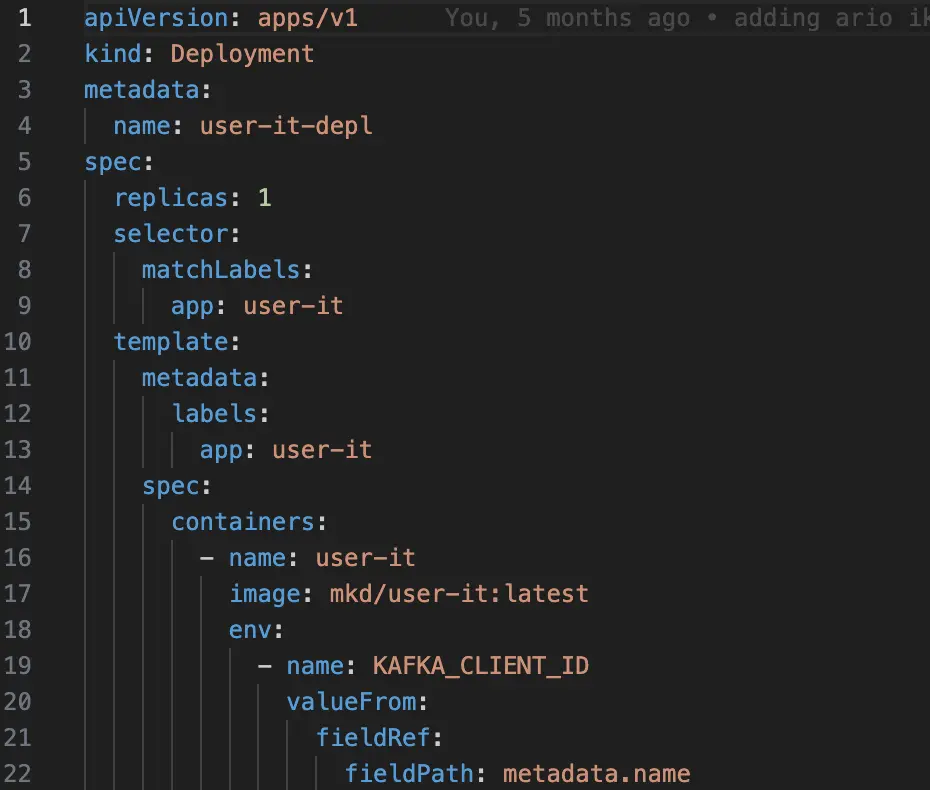 1 apiVersion: apps/v1 You, 5 months ago • adding ario
2 kind: Deployment
3 metadata:
4 name: user-it-depl
5 spec:
6 replicas: 1
7 selector:
8 matchLabels:
9 app: user-it
10 template:
11 metadata:
12 labels:
13 app: user-it
14 spec:
15 containers:
16 - name: user-it
17 image: mkd/user-it:latest
18 env:
19 - name: KAFKA_CLIENT_ID
20 valueFrom:
21 fieldRef:
22 fieldPath: metadata.name